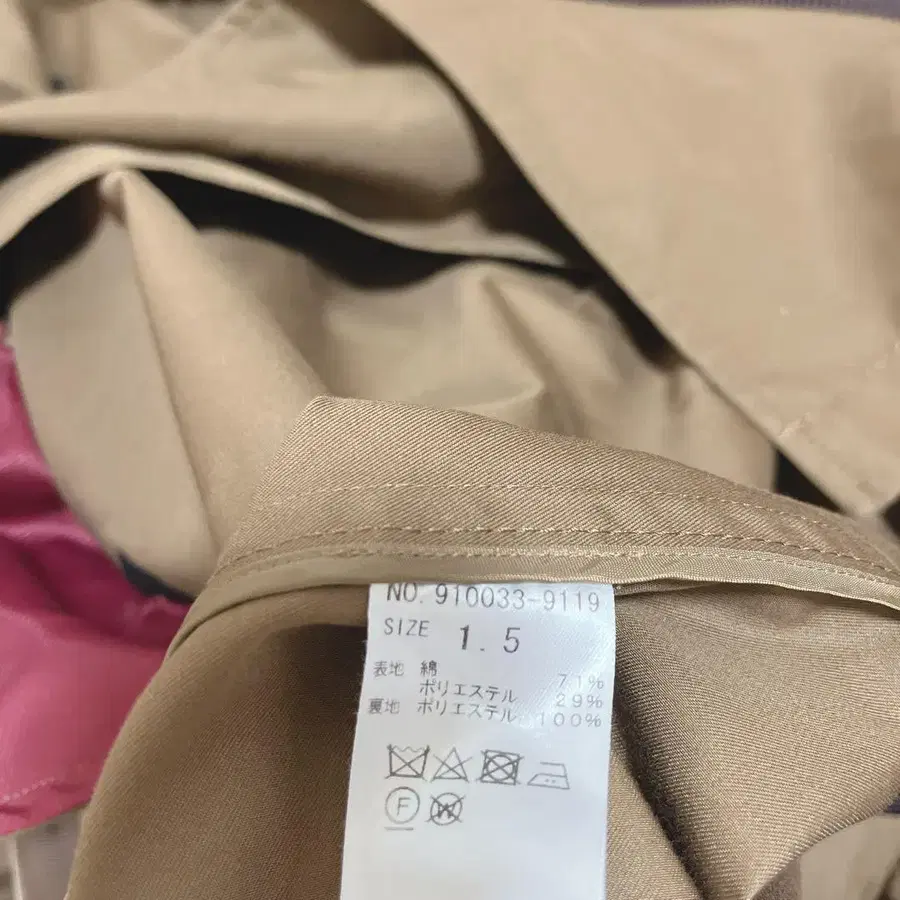 NO. 910033-9119
SIZE 1.5
表地 綿 71%
ポリエステル 29%
裏地 ポリエステル 100%
F
W